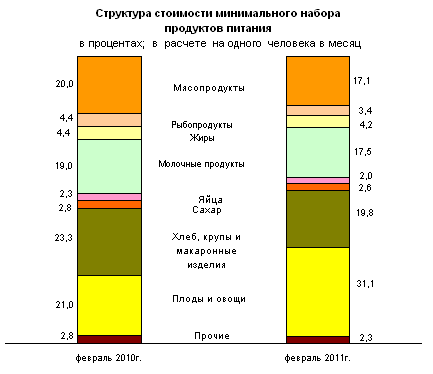 Структура стоимости минимального набора
продуктов питания
в процентах; в расчете на одного человека в месяц
20,0
Масопродукты
17,1
4,4
Рыбопродукты
3,4
4,4
Жиры
4,2
19,0
Молочные продукты
17,5
2,3
Яйца
2,0
2,8
Сахар
2,6
23,3
Хлеб, крупы и
макаронные
изделия
19,8
21,0
Плоды и овощи
31,1
2,8
Прочие
2,3
февраль 2010г.
февраль 2011г.